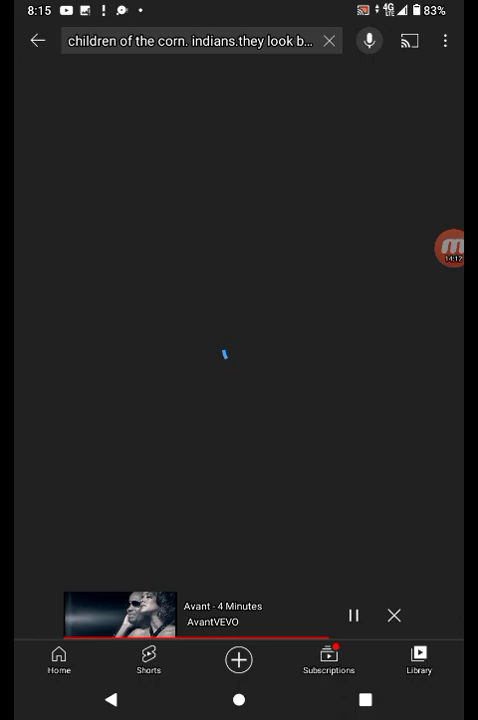 8:15 4G 83%
children of the corn. indians.they look b...
14:12
Avant - 4 Minutes
AvantVEVO
Home Shorts Subscriptions Library